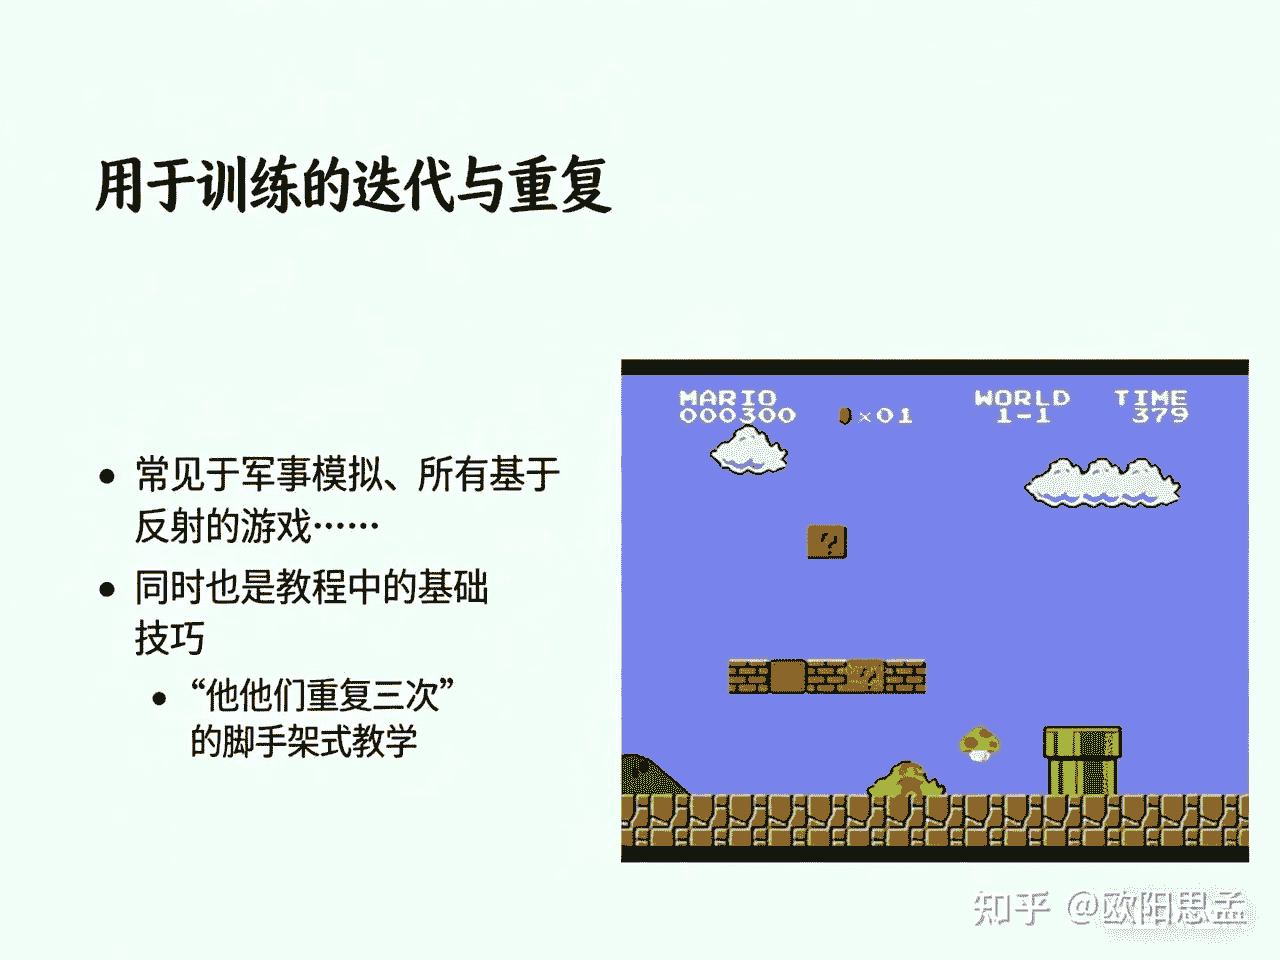 用于训练的迭代与重复
• 常见于军事模拟、所有基于
反射的游戏……
• 同时也是教程中的基础
技巧
• “他他们重复三次”
的脚手架式教学
MARIO WORLD TIME
000300 ×01 1-1 379
?
?
知乎 @欧阳思孟